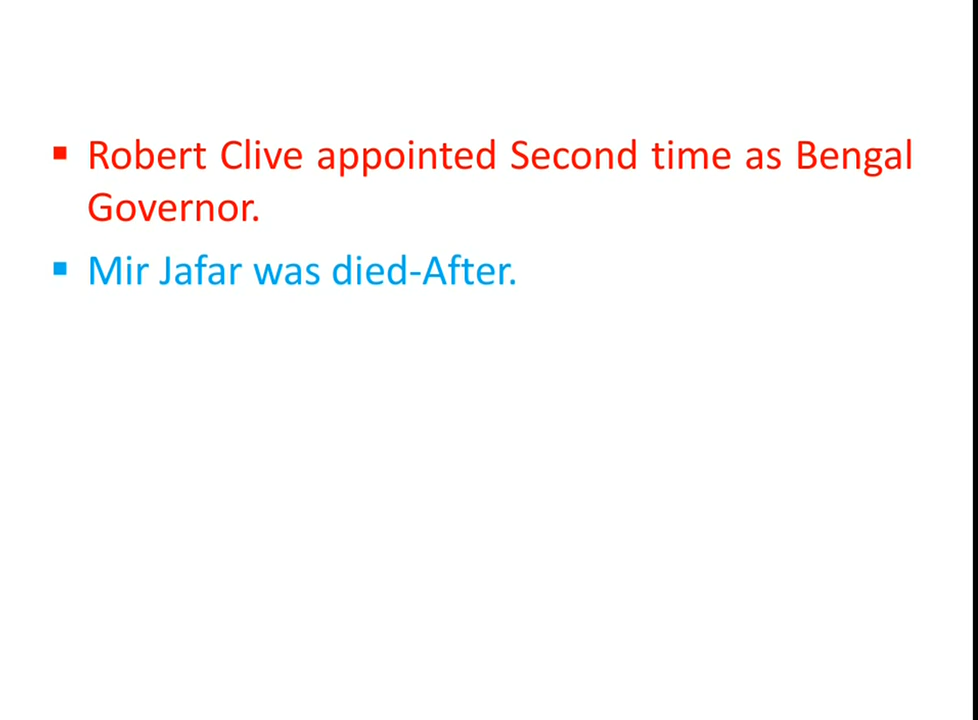 ▪ Robert Clive appointed Second time as Bengal
Governor.
▪ Mir Jafar was died-After.